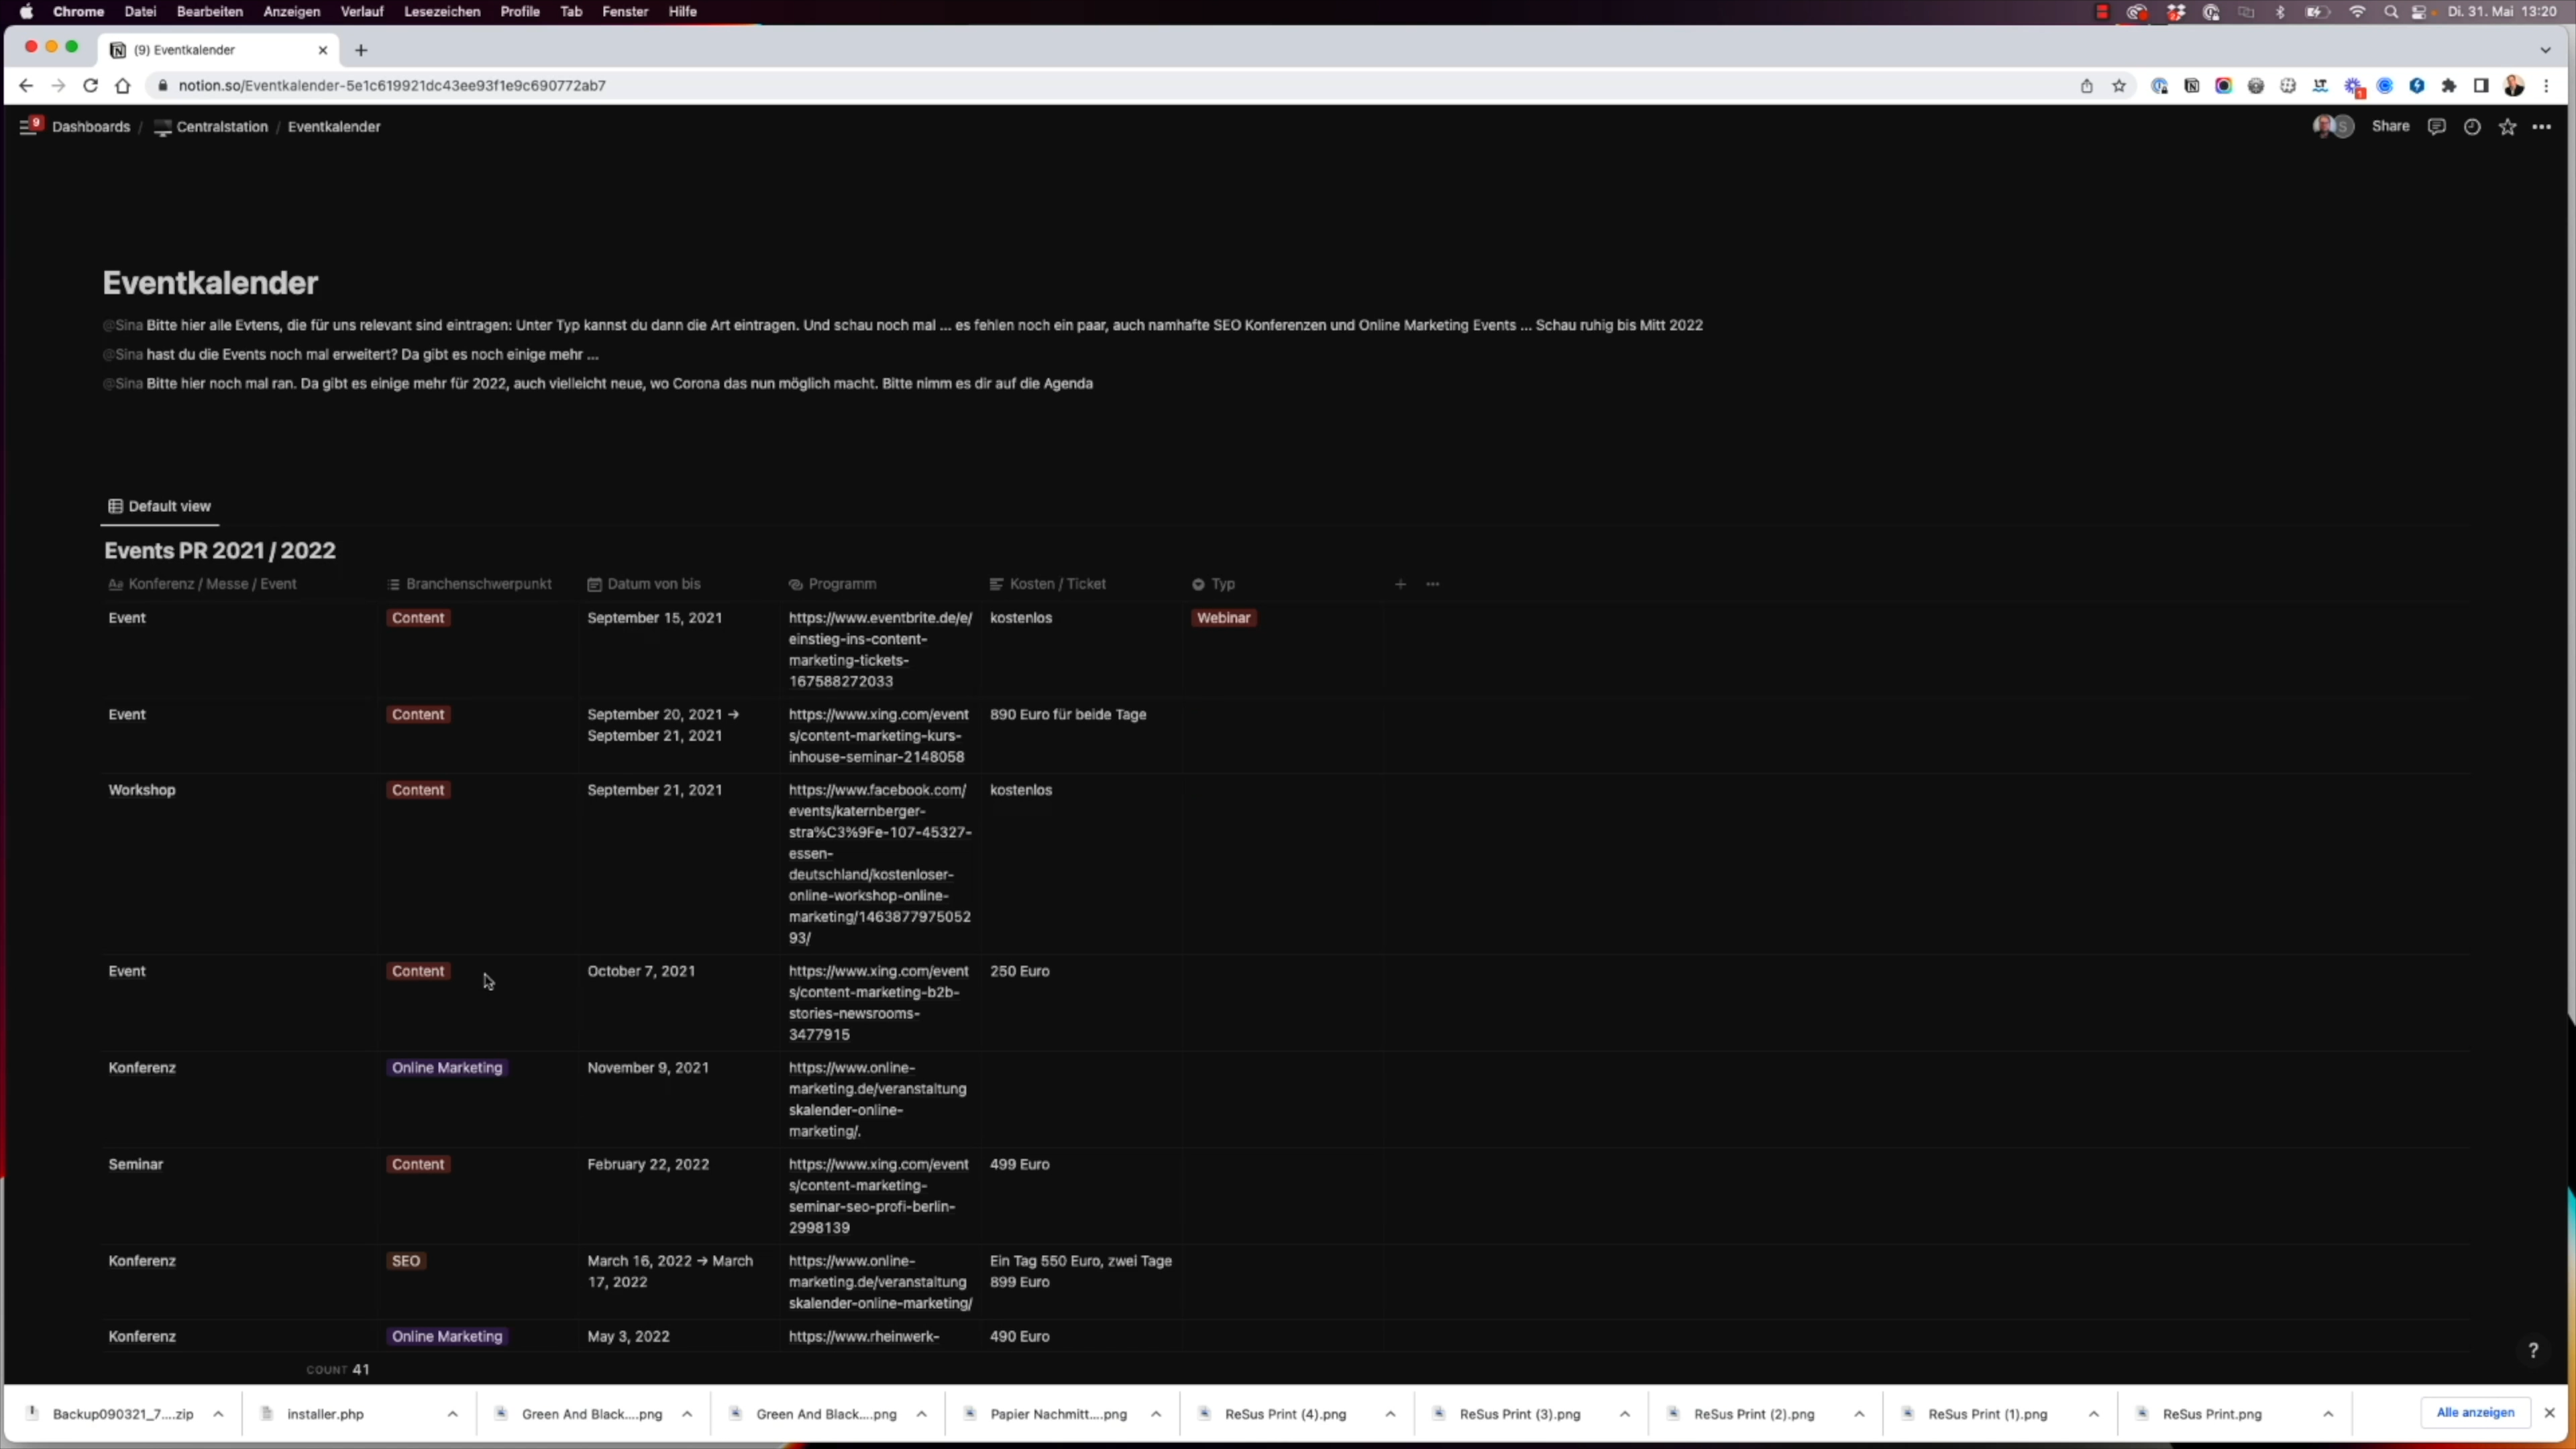 Chrome Datei Bearbeiten Anzeigen Verlauf Lesezeichen Profile Tab Fenster Hilfe Di. 31. Mai 13:20
(9) Eventkalender
notion.so/Eventkalender-5e1c619921dc43ee93f1e9c690772ab7
9 Dashboards / Centralstation / Eventkalender S Share
Eventkalender
@Sina Bitte hier alle Evtens, die für uns relevant sind eintragen: Unter Typ kannst du dann die Art eintragen. Und schau noch mal ... es fehlen noch ein paar, auch namhafte SEO Konferenzen und Online Marketing Events ... Schau ruhig bis Mitt 2022
@Sina hast du die Events noch mal erweitert? Da gibt es noch einige mehr ...
@Sina Bitte hier noch mal ran. Da gibt es einige mehr für 2022, auch vielleicht neue, wo Corona das nun möglich macht. Bitte nimm es dir auf die Agenda
Default view
Events PR 2021 / 2022
Aa Konferenz / Messe / Event Branchenschwerpunkt Datum von bis Programm Kosten / Ticket Typ
Event Content September 15, 2021 https://www.eventbrite.de/e/ kostenlos Webinar
einstieg-ins-content-
marketing-tickets-
167588272033
Event Content September 20, 2021 → https://www.xing.com/event 890 Euro für beide Tage
September 21, 2021 s/content-marketing-kurs-
inhouse-seminar-2148058
Workshop Content September 21, 2021 https://www.facebook.com/ kostenlos
events/katernberger-
stra%C3%9Fe-107-45327-
essen-
deutschland/kostenloser-
online-workshop-online-
marketing/1463877975052
93/
Event Content October 7, 2021 https://www.xing.com/event 250 Euro
s/content-marketing-b2b-
stories-newsrooms-
3477915
Konferenz Online Marketing November 9, 2021 https://www.online-
marketing.de/veranstaltung
skalender-online-
marketing/.
Seminar Content February 22, 2022 https://www.xing.com/event 499 Euro
s/content-marketing-
seminar-seo-profi-berlin-
2998139
Konferenz SEO March 16, 2022 → March https://www.online- Ein Tag 550 Euro, zwei Tage
17, 2022 marketing.de/veranstaltung 899 Euro
skalender-online-marketing/
Konferenz Online Marketing May 3, 2022 https://www.rheinwerk- 490 Euro
COUNT 41
?
Backup090321_7....zip installer.php Green And Black....png Green And Black....png Papier Nachmitt....png ReSus Print (4).png ReSus Print (3).png ReSus Print (2).png ReSus Print (1).png ReSus Print.png Alle anzeigen